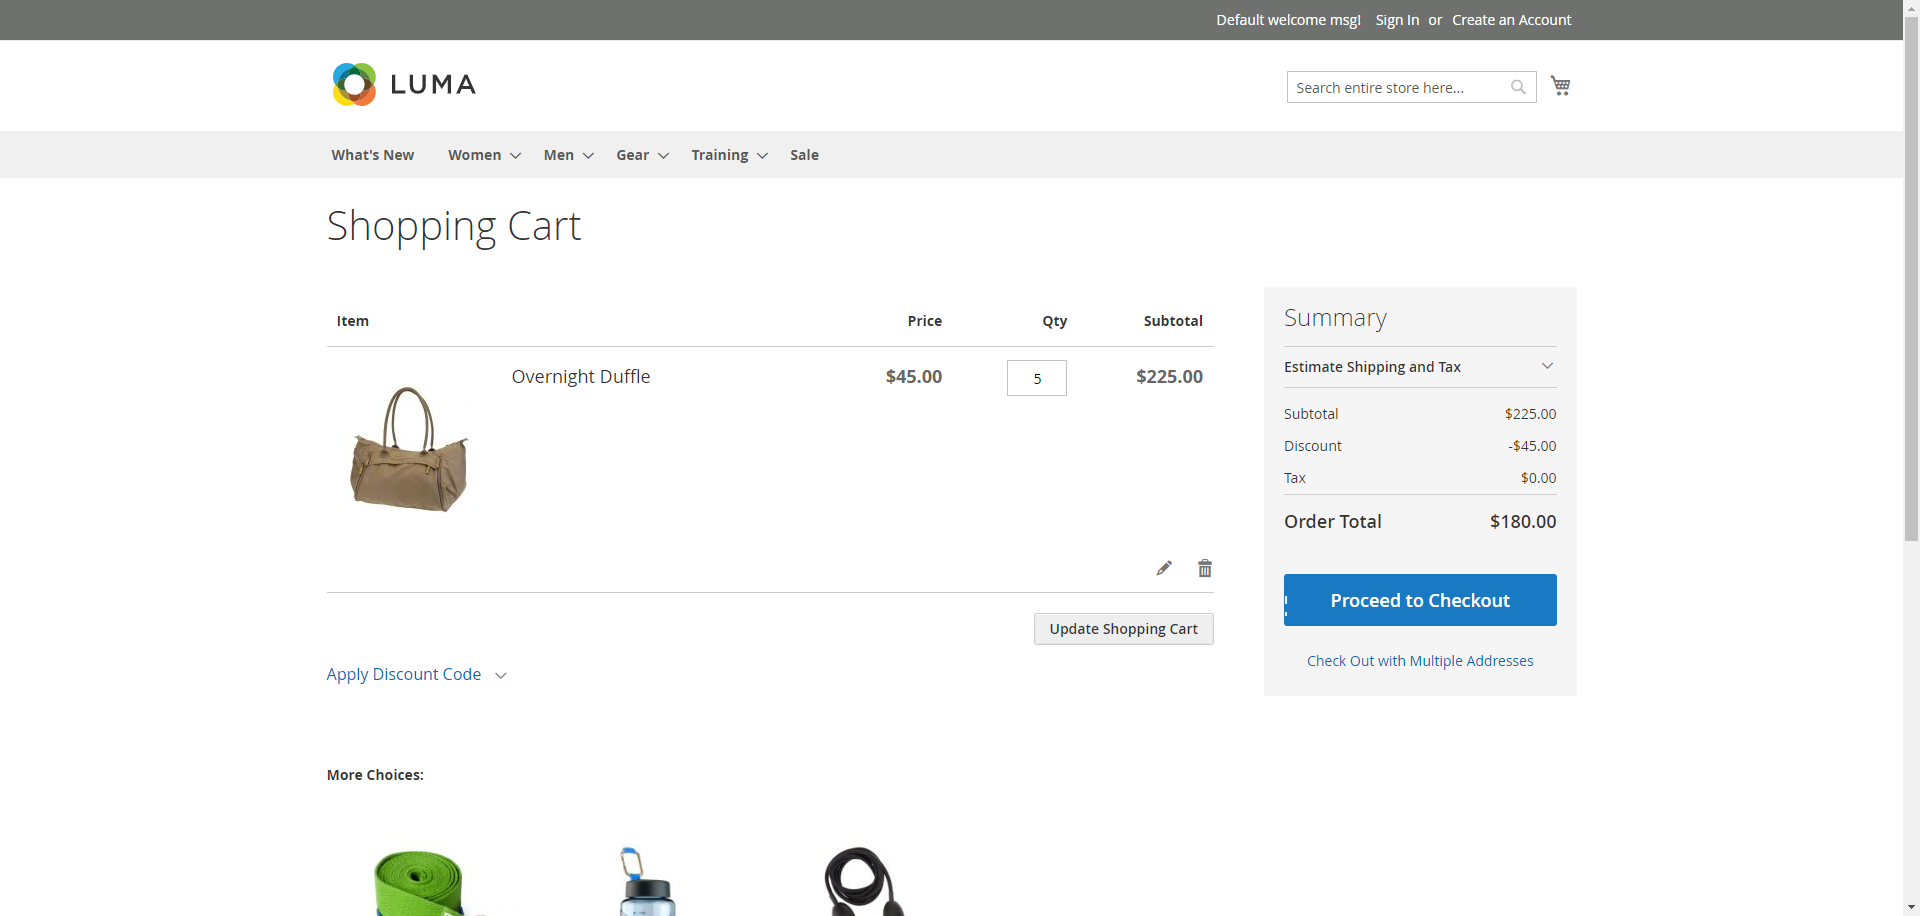 Default welcome msg! Sign In or Create an Account
LUMA
Search entire store here...
What's New Women Men Gear Training Sale
Shopping Cart
Item Price Qty Subtotal
Overnight Duffle $45.00 5 $225.00
Update Shopping Cart
Apply Discount Code
Summary
Estimate Shipping and Tax
Subtotal $225.00
Discount -$45.00
Tax $0.00
Order Total $180.00
Proceed to Checkout
Check Out with Multiple Addresses
More Choices: